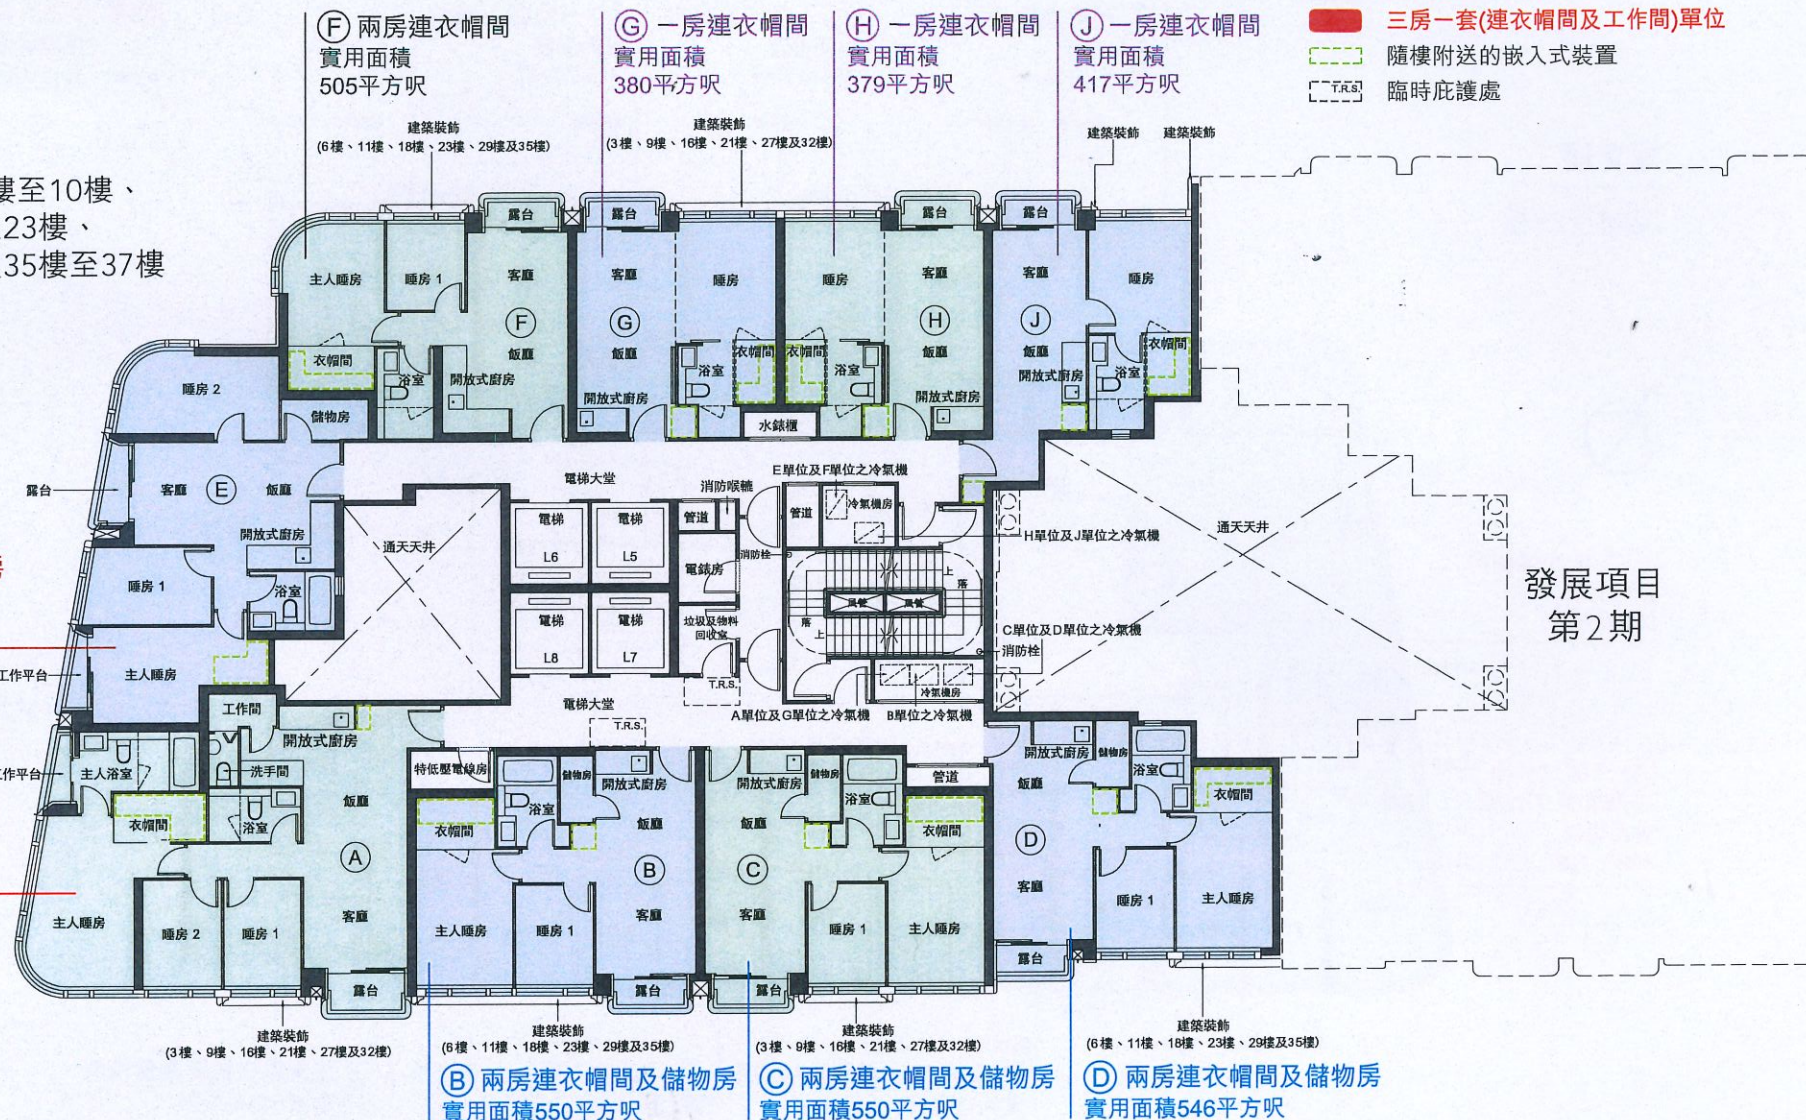 Ⓕ 兩房連衣帽間
實用面積
505平方呎
Ⓖ 一房連衣帽間
實用面積
380平方呎
Ⓗ 一房連衣帽間
實用面積
379平方呎
Ⓙ 一房連衣帽間
實用面積
417平方呎
三房一套(連衣帽間及工作間)單位
隨樓附送的嵌入式裝置
T.R.S. 臨時庇護處
建築裝飾
(6樓、11樓、18樓、23樓、29樓及35樓)
建築裝飾
(3樓、9樓、16樓、21樓、27樓及32樓)
建築裝飾 建築裝飾
樓至10樓、
23樓、
35樓至37樓
露台 露台 露台 露台
主人睡房 睡房 1 客廳 客廳 睡房 睡房 客廳 客廳 睡房
F G H J
衣帽間 飯廳 飯廳 衣帽間 衣帽間 飯廳 飯廳 衣帽間
浴室 開放式廚房 浴室 浴室 開放式廚房 浴室
開放式廚房 開放式廚房
睡房 2
儲物房
水錶櫃
露台
客廳 E 飯廳
開放式廚房
電梯大堂
E單位及F單位之冷氣機
消防喉轆
管道 管道 冷氣機房
電梯 電梯
L6 L5
通天天井
通天天井
H單位及J單位之冷氣機
消防栓
電錶房
上
落
風管 風管
落
上
睡房 1
浴室
電梯 電梯
L8 L7
垃圾及物料
回收室
C單位及D單位之冷氣機
消防栓
房
發展項目
第2期
主人睡房
工作平台
T.R.S.
冷氣機房
工作間
電梯大堂
A單位及G單位之冷氣機 B單位之冷氣機
T.R.S.
開放式廚房
工作平台
主人浴室
洗手間
特低壓電線房
儲物房
開放式廚房
開放式廚房
儲物房
管道
開放式廚房
儲物房
浴室
衣帽間
浴室
飯廳
衣帽間
浴室
飯廳
飯廳
浴室
衣帽間
飯廳
衣帽間
A B C D
主人睡房 睡房 2 睡房 1 客廳
主人睡房 睡房 1 客廳
客廳 睡房 1 主人睡房
客廳 睡房 1 主人睡房
露台 露台 露台 露台
建築裝飾
(3樓、9樓、16樓、21樓、27樓及32樓)
建築裝飾
(6樓、11樓、18樓、23樓、29樓及35樓)
建築裝飾
(3樓、9樓、16樓、21樓、27樓及32樓)
建築裝飾
(6樓、11樓、18樓、23樓、29樓及35樓)
Ⓑ 兩房連衣帽間及儲物房
實用面積550平方呎
Ⓒ 兩房連衣帽間及儲物房
實用面積550平方呎
Ⓓ 兩房連衣帽間及儲物房
實用面積546平方呎